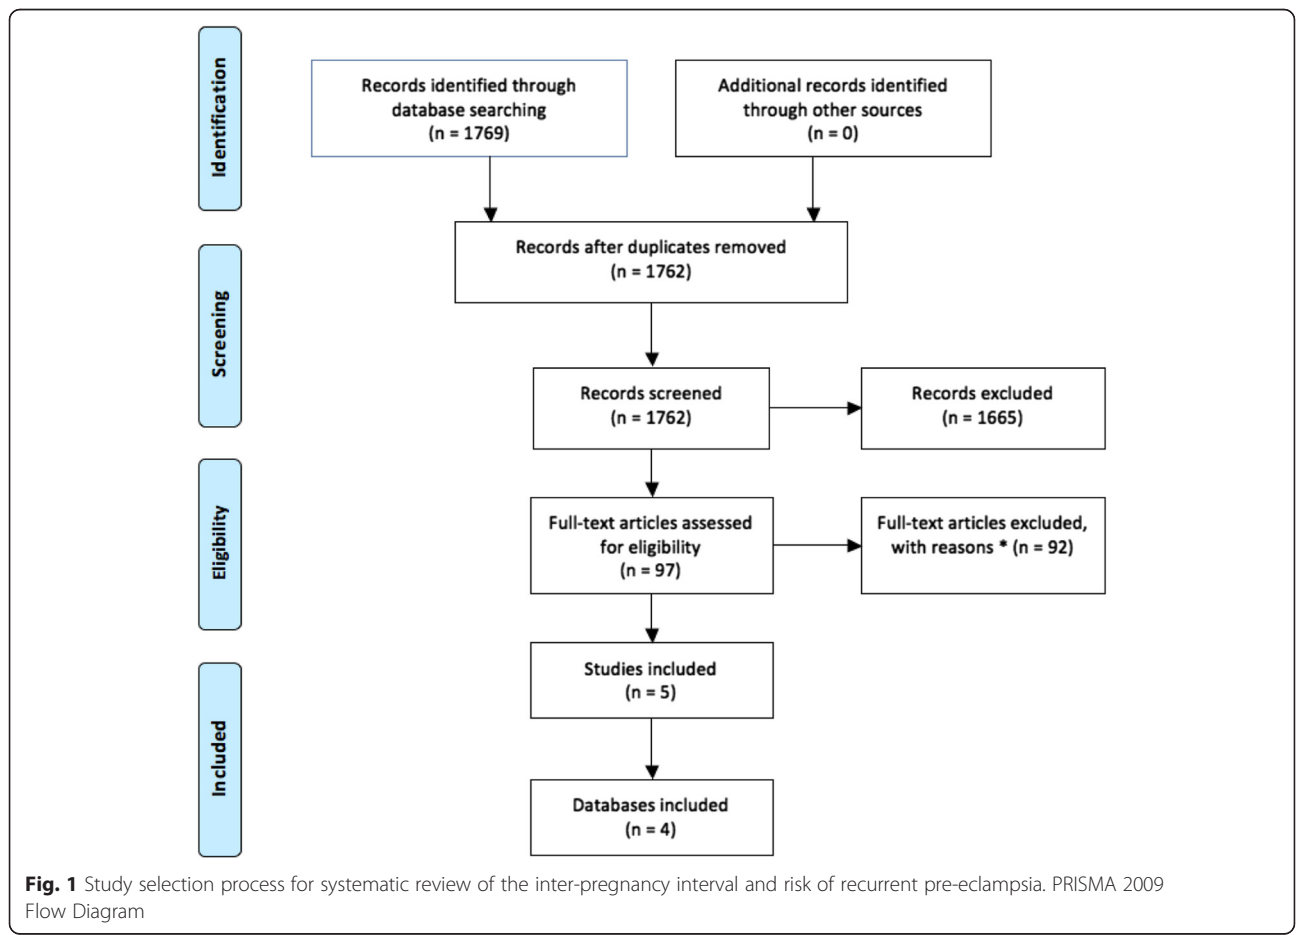 Identification
Records identified through
database searching
(n = 1769)
Additional records identified
through other sources
(n = 0)
Records after duplicates removed
(n = 1762)
Screening
Records screened
(n = 1762)
Records excluded
(n = 1665)
Eligibility
Full-text articles assessed
for eligibility
(n = 97)
Full-text articles excluded,
with reasons * (n = 92)
Studies included
(n = 5)
Included
Databases included
(n = 4)
Fig. 1 Study selection process for systematic review of the inter-pregnancy interval and risk of recurrent pre-eclampsia. PRISMA 2009
Flow Diagram